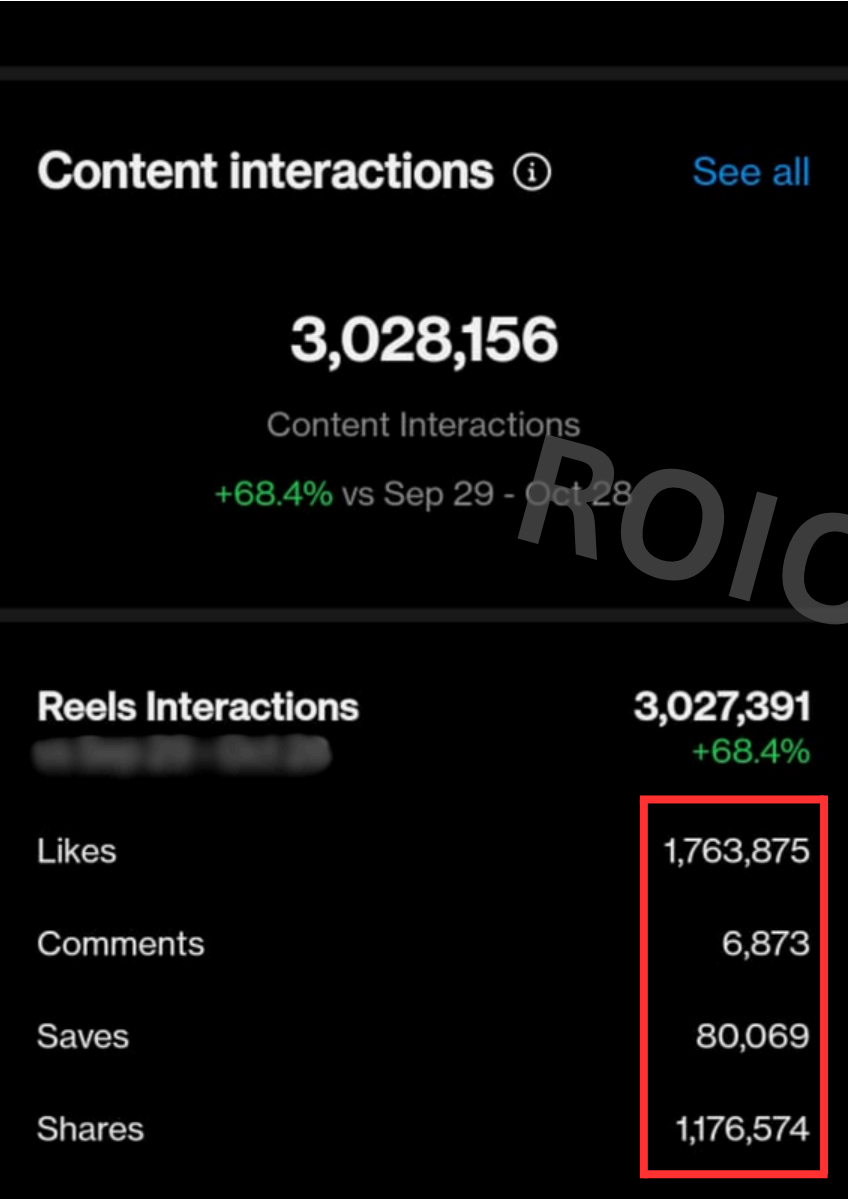 Content interactions See all
3,028,156
Content Interactions
+68.4% vs Sep 29 - Oct 28
ROIC
Reels Interactions 3,027,391
+68.4%
Likes 1,763,875
Comments 6,873
Saves 80,069
Shares 1,176,574